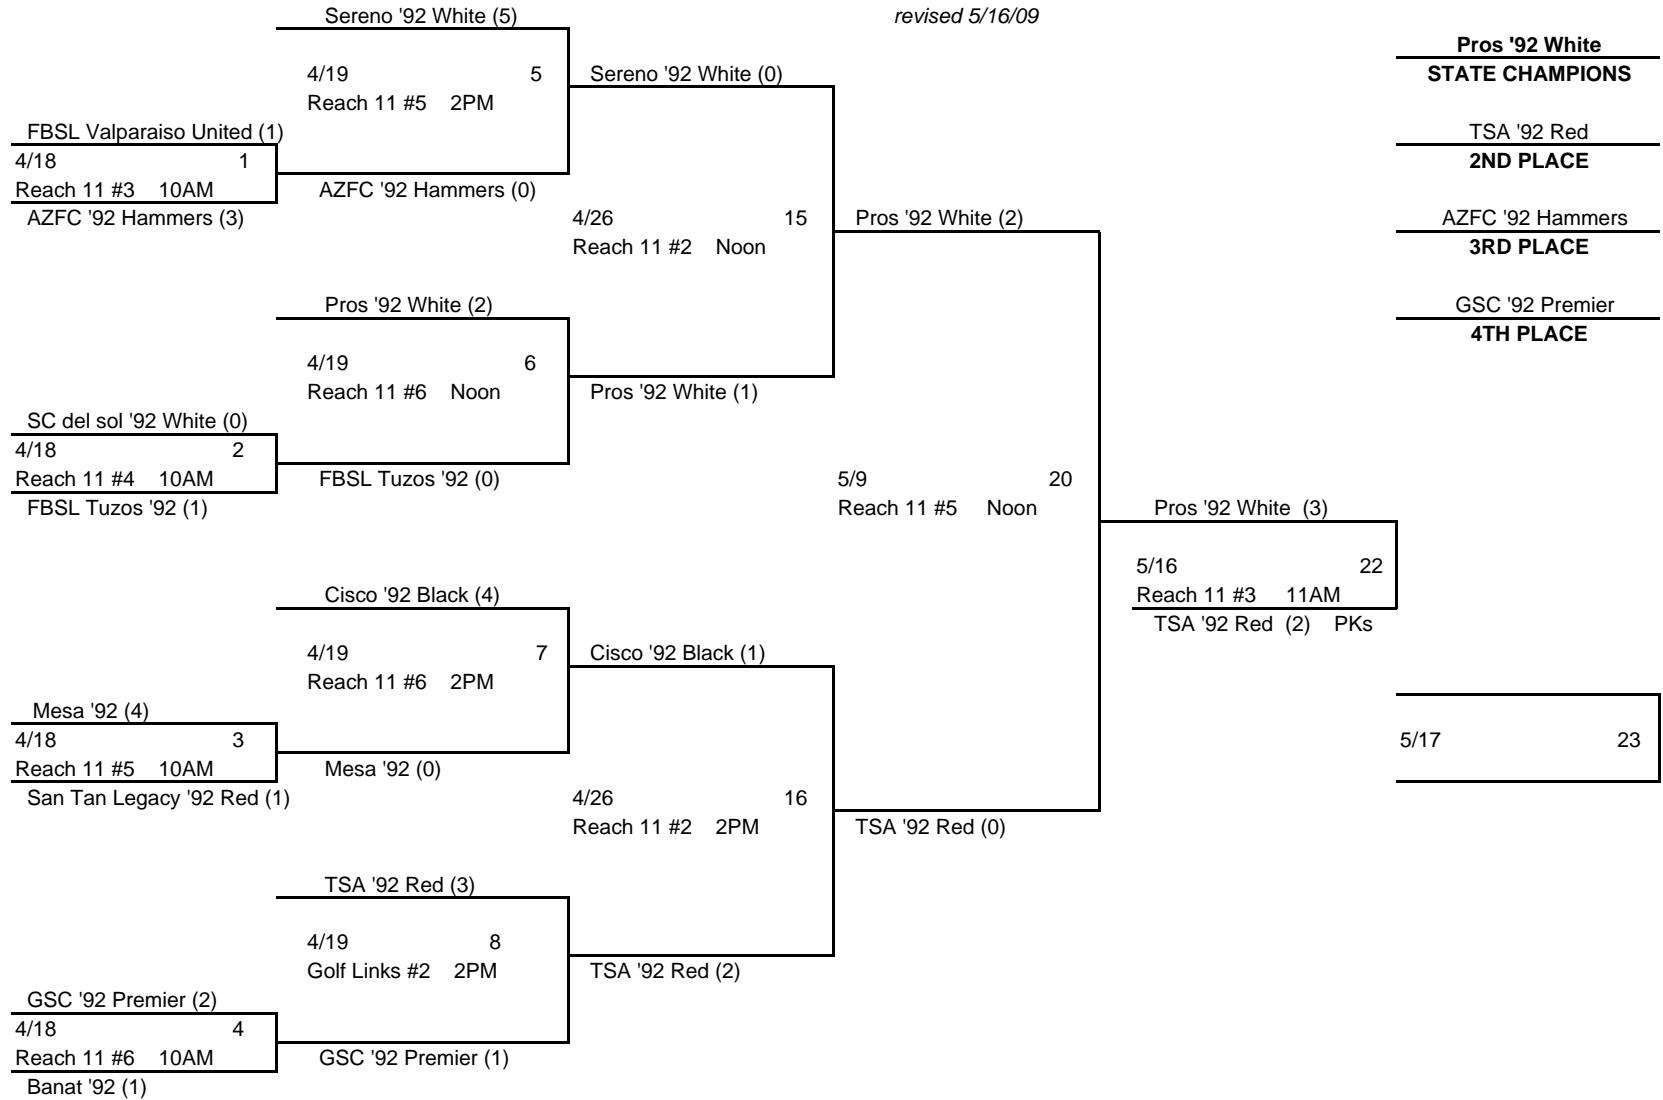 Sereno '92 White (5)
revised 5/16/09
Pros '92 White
STATE CHAMPIONS
4/19 5
Reach 11 #5 2PM
Sereno '92 White (0)
FBSL Valparaiso United (1)
4/18 1
Reach 11 #3 10AM
AZFC '92 Hammers (3)
AZFC '92 Hammers (0)
TSA '92 Red
2ND PLACE
4/26 15
Reach 11 #2 Noon
Pros '92 White (2)
AZFC '92 Hammers
3RD PLACE
Pros '92 White (2)
4/19 6
Reach 11 #6 Noon
Pros '92 White (1)
GSC '92 Premier
4TH PLACE
SC del sol '92 White (0)
4/18 2
Reach 11 #4 10AM
FBSL Tuzos '92 (1)
FBSL Tuzos '92 (0)
5/9 20
Reach 11 #5 Noon
Pros '92 White (3)
5/16 22
Reach 11 #3 11AM
TSA '92 Red (2) PKs
Cisco '92 Black (4)
4/19 7
Reach 11 #6 2PM
Cisco '92 Black (1)
Mesa '92 (4)
4/18 3
Reach 11 #5 10AM
San Tan Legacy '92 Red (1)
Mesa '92 (0)
5/17 23
4/26 16
Reach 11 #2 2PM
TSA '92 Red (0)
TSA '92 Red (3)
4/19 8
Golf Links #2 2PM
TSA '92 Red (2)
GSC '92 Premier (2)
4/18 4
Reach 11 #6 10AM
Banat '92 (1)
GSC '92 Premier (1)